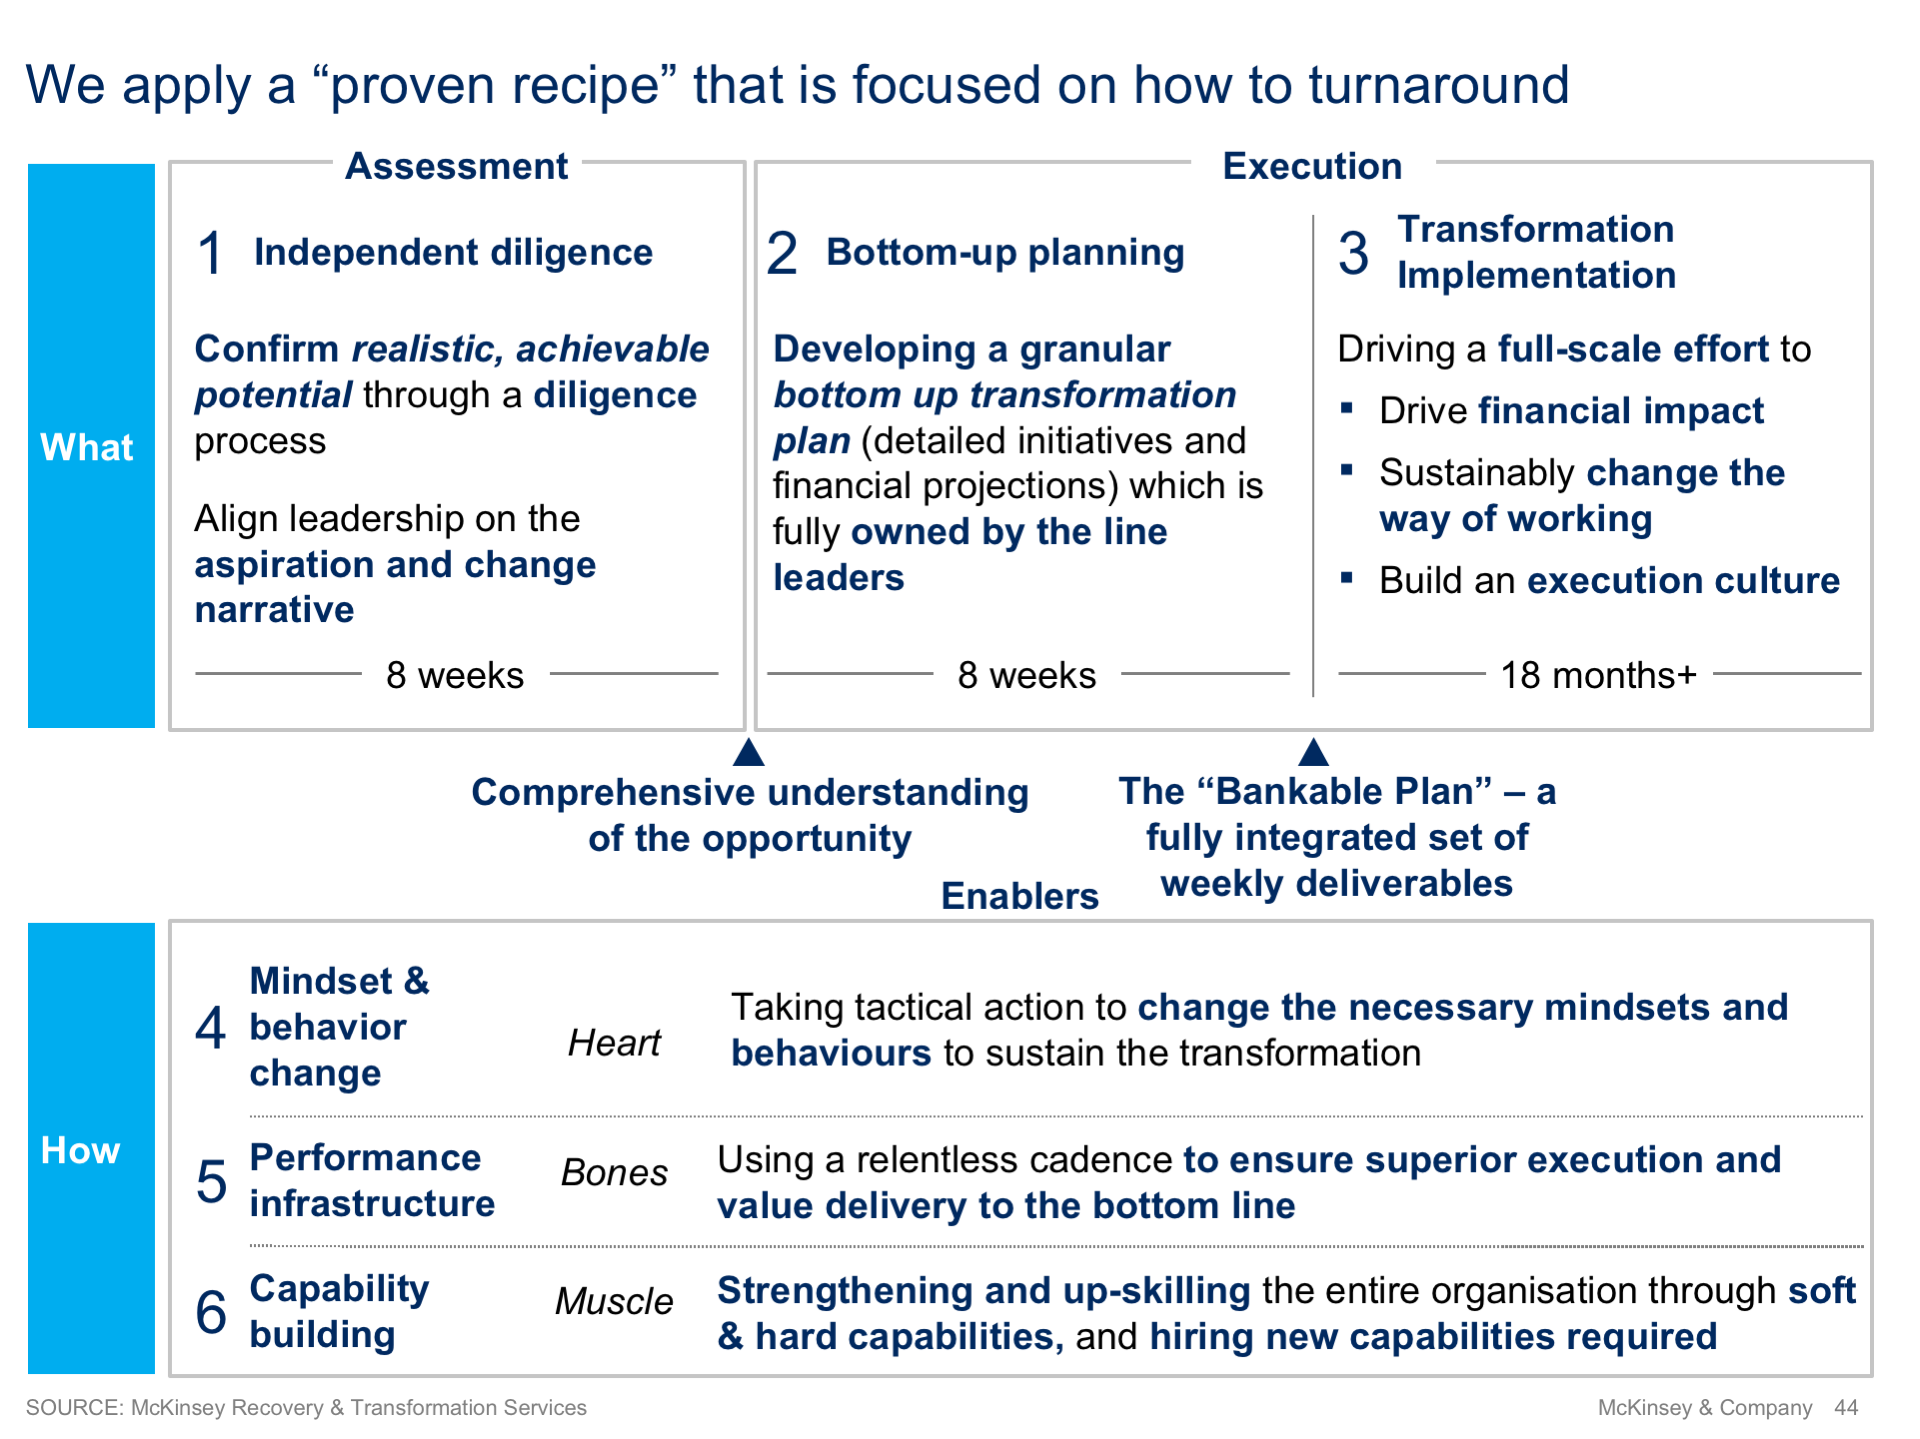 We apply a “proven recipe” that is focused on how to turnaround
What
Assessment
1 Independent diligence
Confirm realistic, achievable
potential through a diligence
process
Align leadership on the
aspiration and change
narrative
8 weeks
Execution
2 Bottom-up planning
Developing a granular
bottom up transformation
plan (detailed initiatives and
financial projections) which is
fully owned by the line
leaders
8 weeks
3 Transformation
Implementation
Driving a full-scale effort to
▪ Drive financial impact
▪ Sustainably change the
way of working
▪ Build an execution culture
18 months+
Comprehensive understanding
of the opportunity
The “Bankable Plan” – a
fully integrated set of
weekly deliverables
Enablers
How
4 Mindset &
behavior
change
Heart
Taking tactical action to change the necessary mindsets and
behaviours to sustain the transformation
5 Performance
infrastructure
Bones
Using a relentless cadence to ensure superior execution and
value delivery to the bottom line
6 Capability
building
Muscle
Strengthening and up-skilling the entire organisation through soft
& hard capabilities, and hiring new capabilities required
SOURCE: McKinsey Recovery & Transformation Services
McKinsey & Company 44